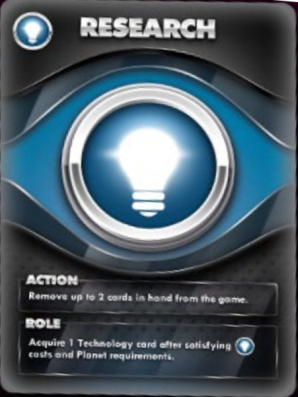 RESEARCH
ACTION
Remove up to 2 cards in hand from the game.
ROLE
Acquire 1 Technology card after satisfying
costs and Planet requirements.